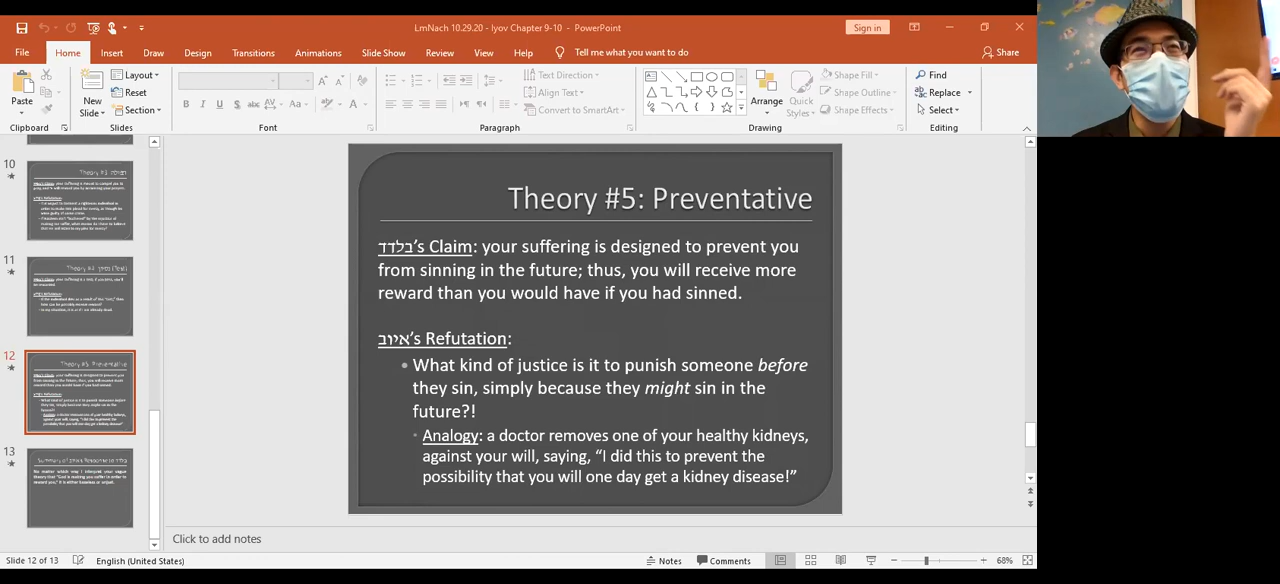 LmNach 10.29.20 - Iyov Chapter 9-10 - PowerPoint
Sign in
File Home Insert Draw Design Transitions Animations Slide Show Review View Help Tell me what you want to do
Share
Paste
New
Slide
Layout
Reset
Section
Text Direction
Align Text
Convert to SmartArt
Arrange
Quick
Styles
Shape Fill
Shape Outline
Shape Effects
Find
Replace
Select
Clipboard Slides Font Paragraph Drawing Editing
10
11
12
13
Theory #5: Preventative
בלדד's Claim: your suffering is designed to prevent you
from sinning in the future; thus, you will receive more
reward than you would have if you had sinned.
איוב's Refutation:
• What kind of justice is it to punish someone before
they sin, simply because they might sin in the
future?!
• Analogy: a doctor removes one of your healthy kidneys,
against your will, saying, “I did this to prevent the
possibility that you will one day get a kidney disease!”
Click to add notes
Slide 12 of 13 English (United States) Notes Comments 68%